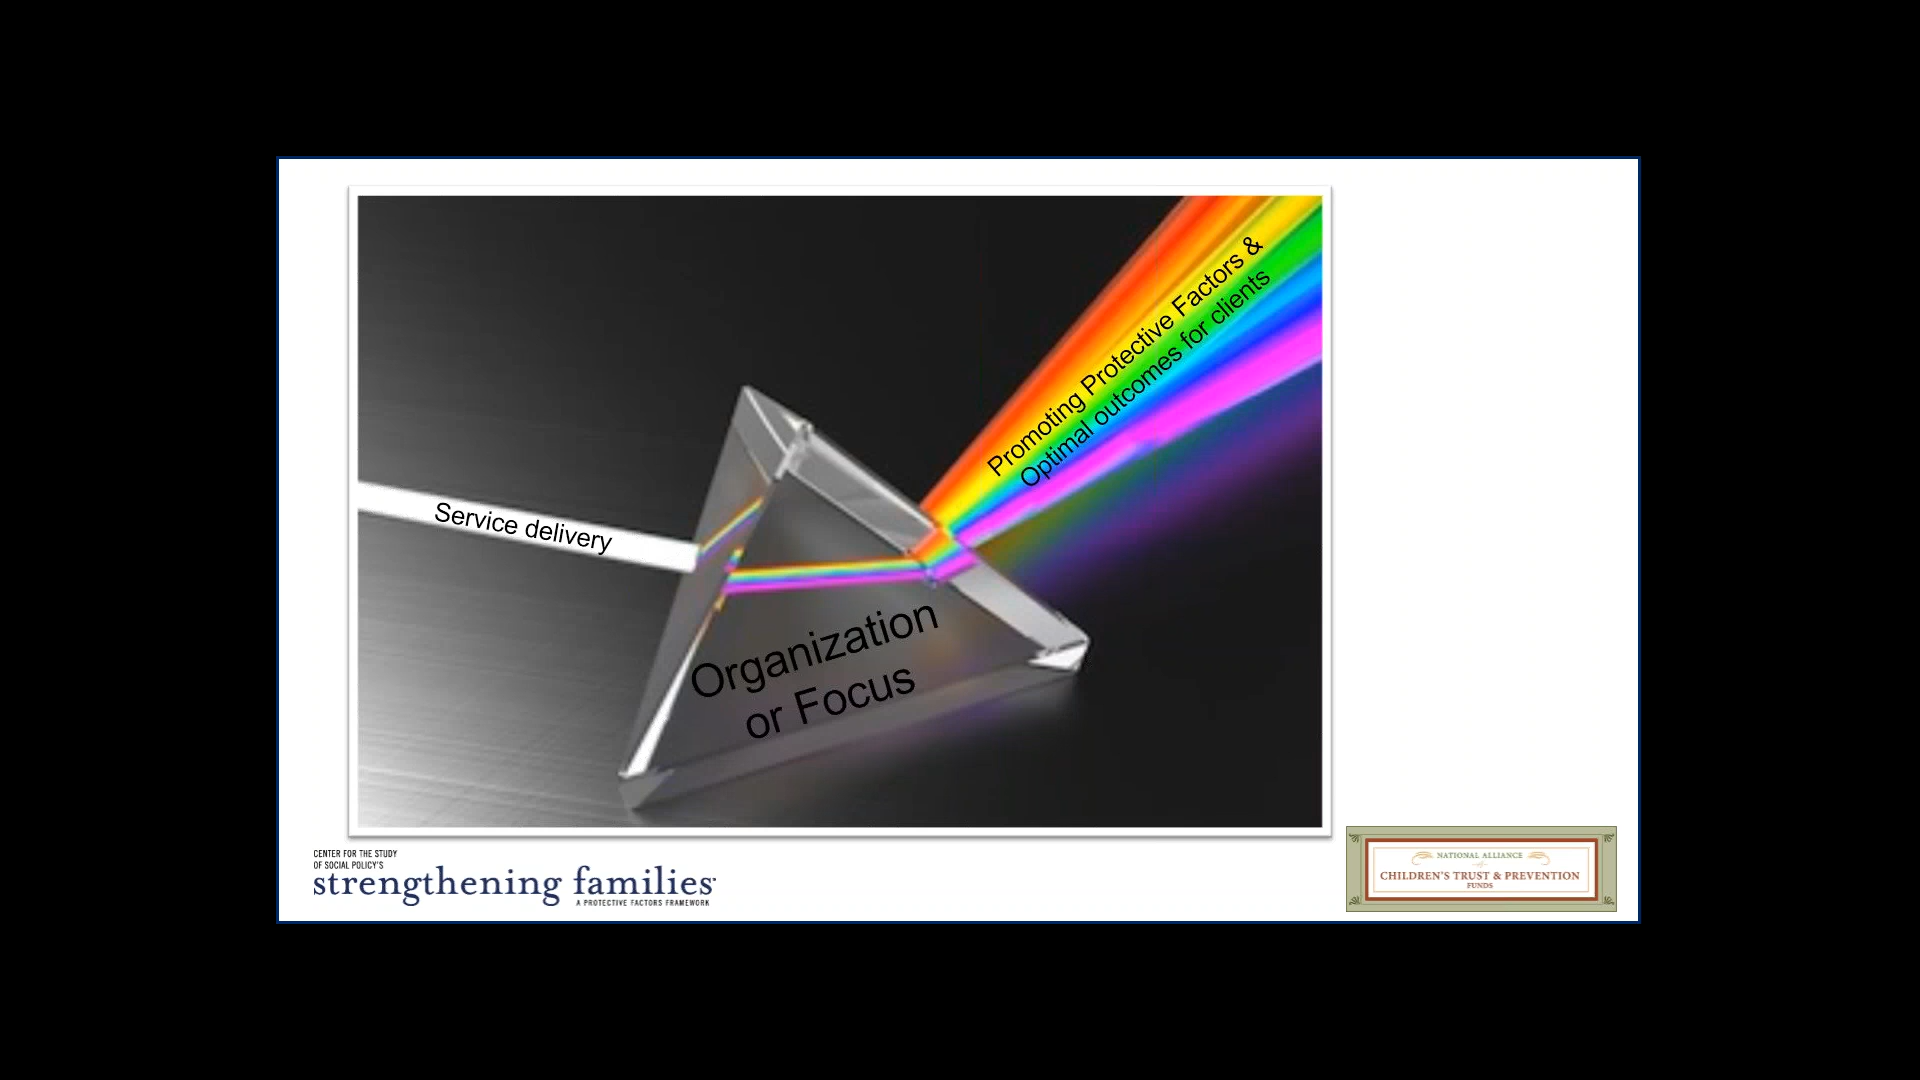 Promoting Protective Factors &
Optimal outcomes for clients
Service delivery
Organization
or Focus
CENTER FOR THE STUDY
OF SOCIAL POLICY'S
strengthening families
A PROTECTIVE FACTORS FRAMEWORK
NATIONAL ALLIANCE
of
CHILDREN'S TRUST & PREVENTION
FUNDS